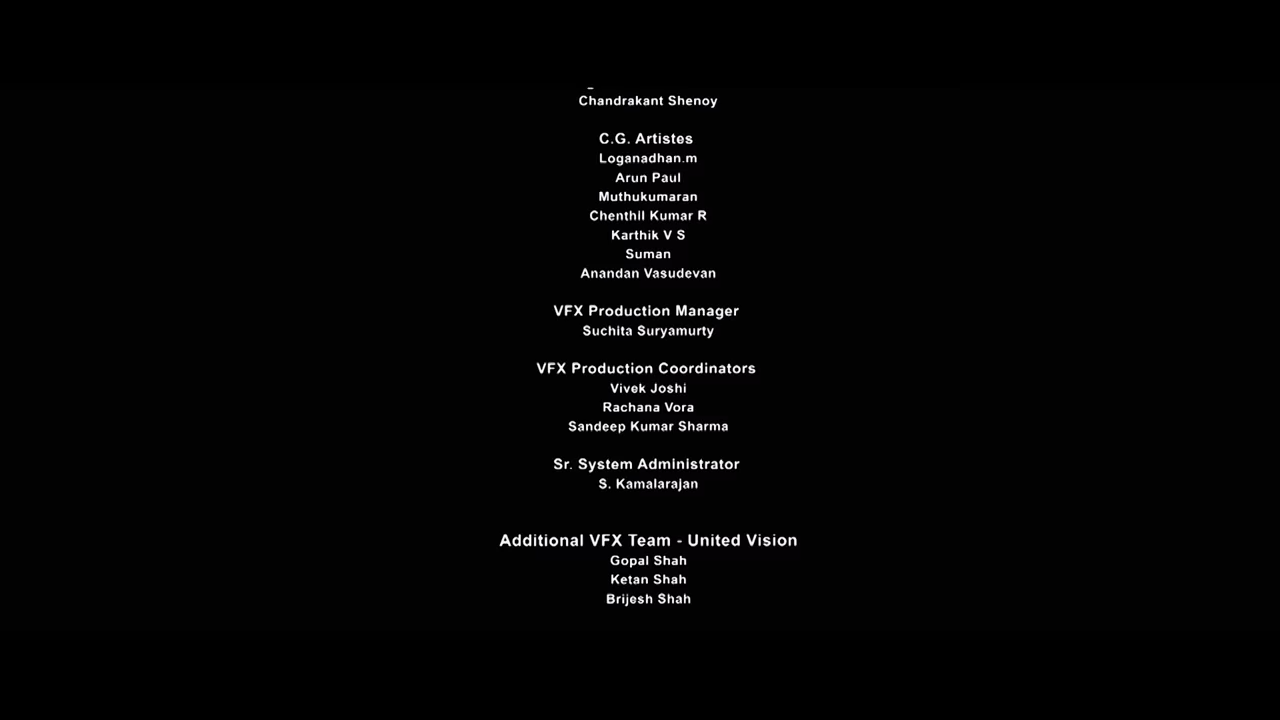 Chandrakant Shenoy
C.G. Artistes
Loganadhan.m
Arun Paul
Muthukumaran
Chenthil Kumar R
Karthik V S
Suman
Anandan Vasudevan
VFX Production Manager
Suchita Suryamurty
VFX Production Coordinators
Vivek Joshi
Rachana Vora
Sandeep Kumar Sharma
Sr. System Administrator
S. Kamalarajan
Additional VFX Team - United Vision
Gopal Shah
Ketan Shah
Brijesh Shah